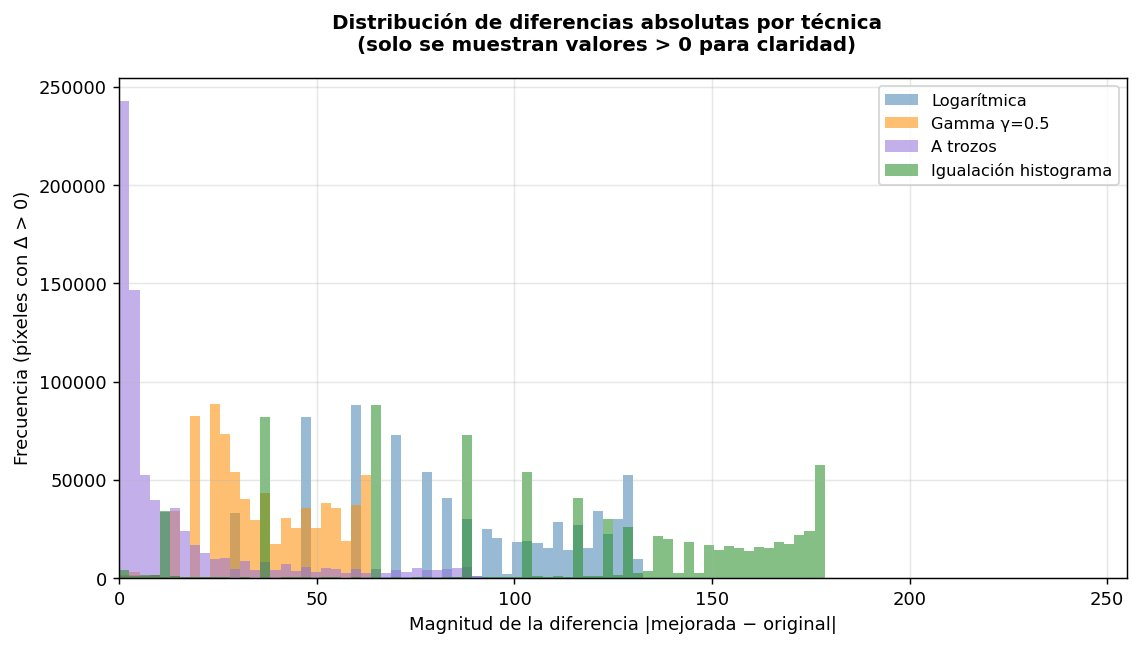 Distribución de diferencias absolutas por técnica
(solo se muestran valores > 0 para claridad)
250000
200000
150000
100000
50000
0
Frecuencia (píxeles con Δ > 0)
Logarítmica
Gamma γ=0.5
A trozos
Igualación histograma
0 50 100 150 200 250
Magnitud de la diferencia |mejorada − original|